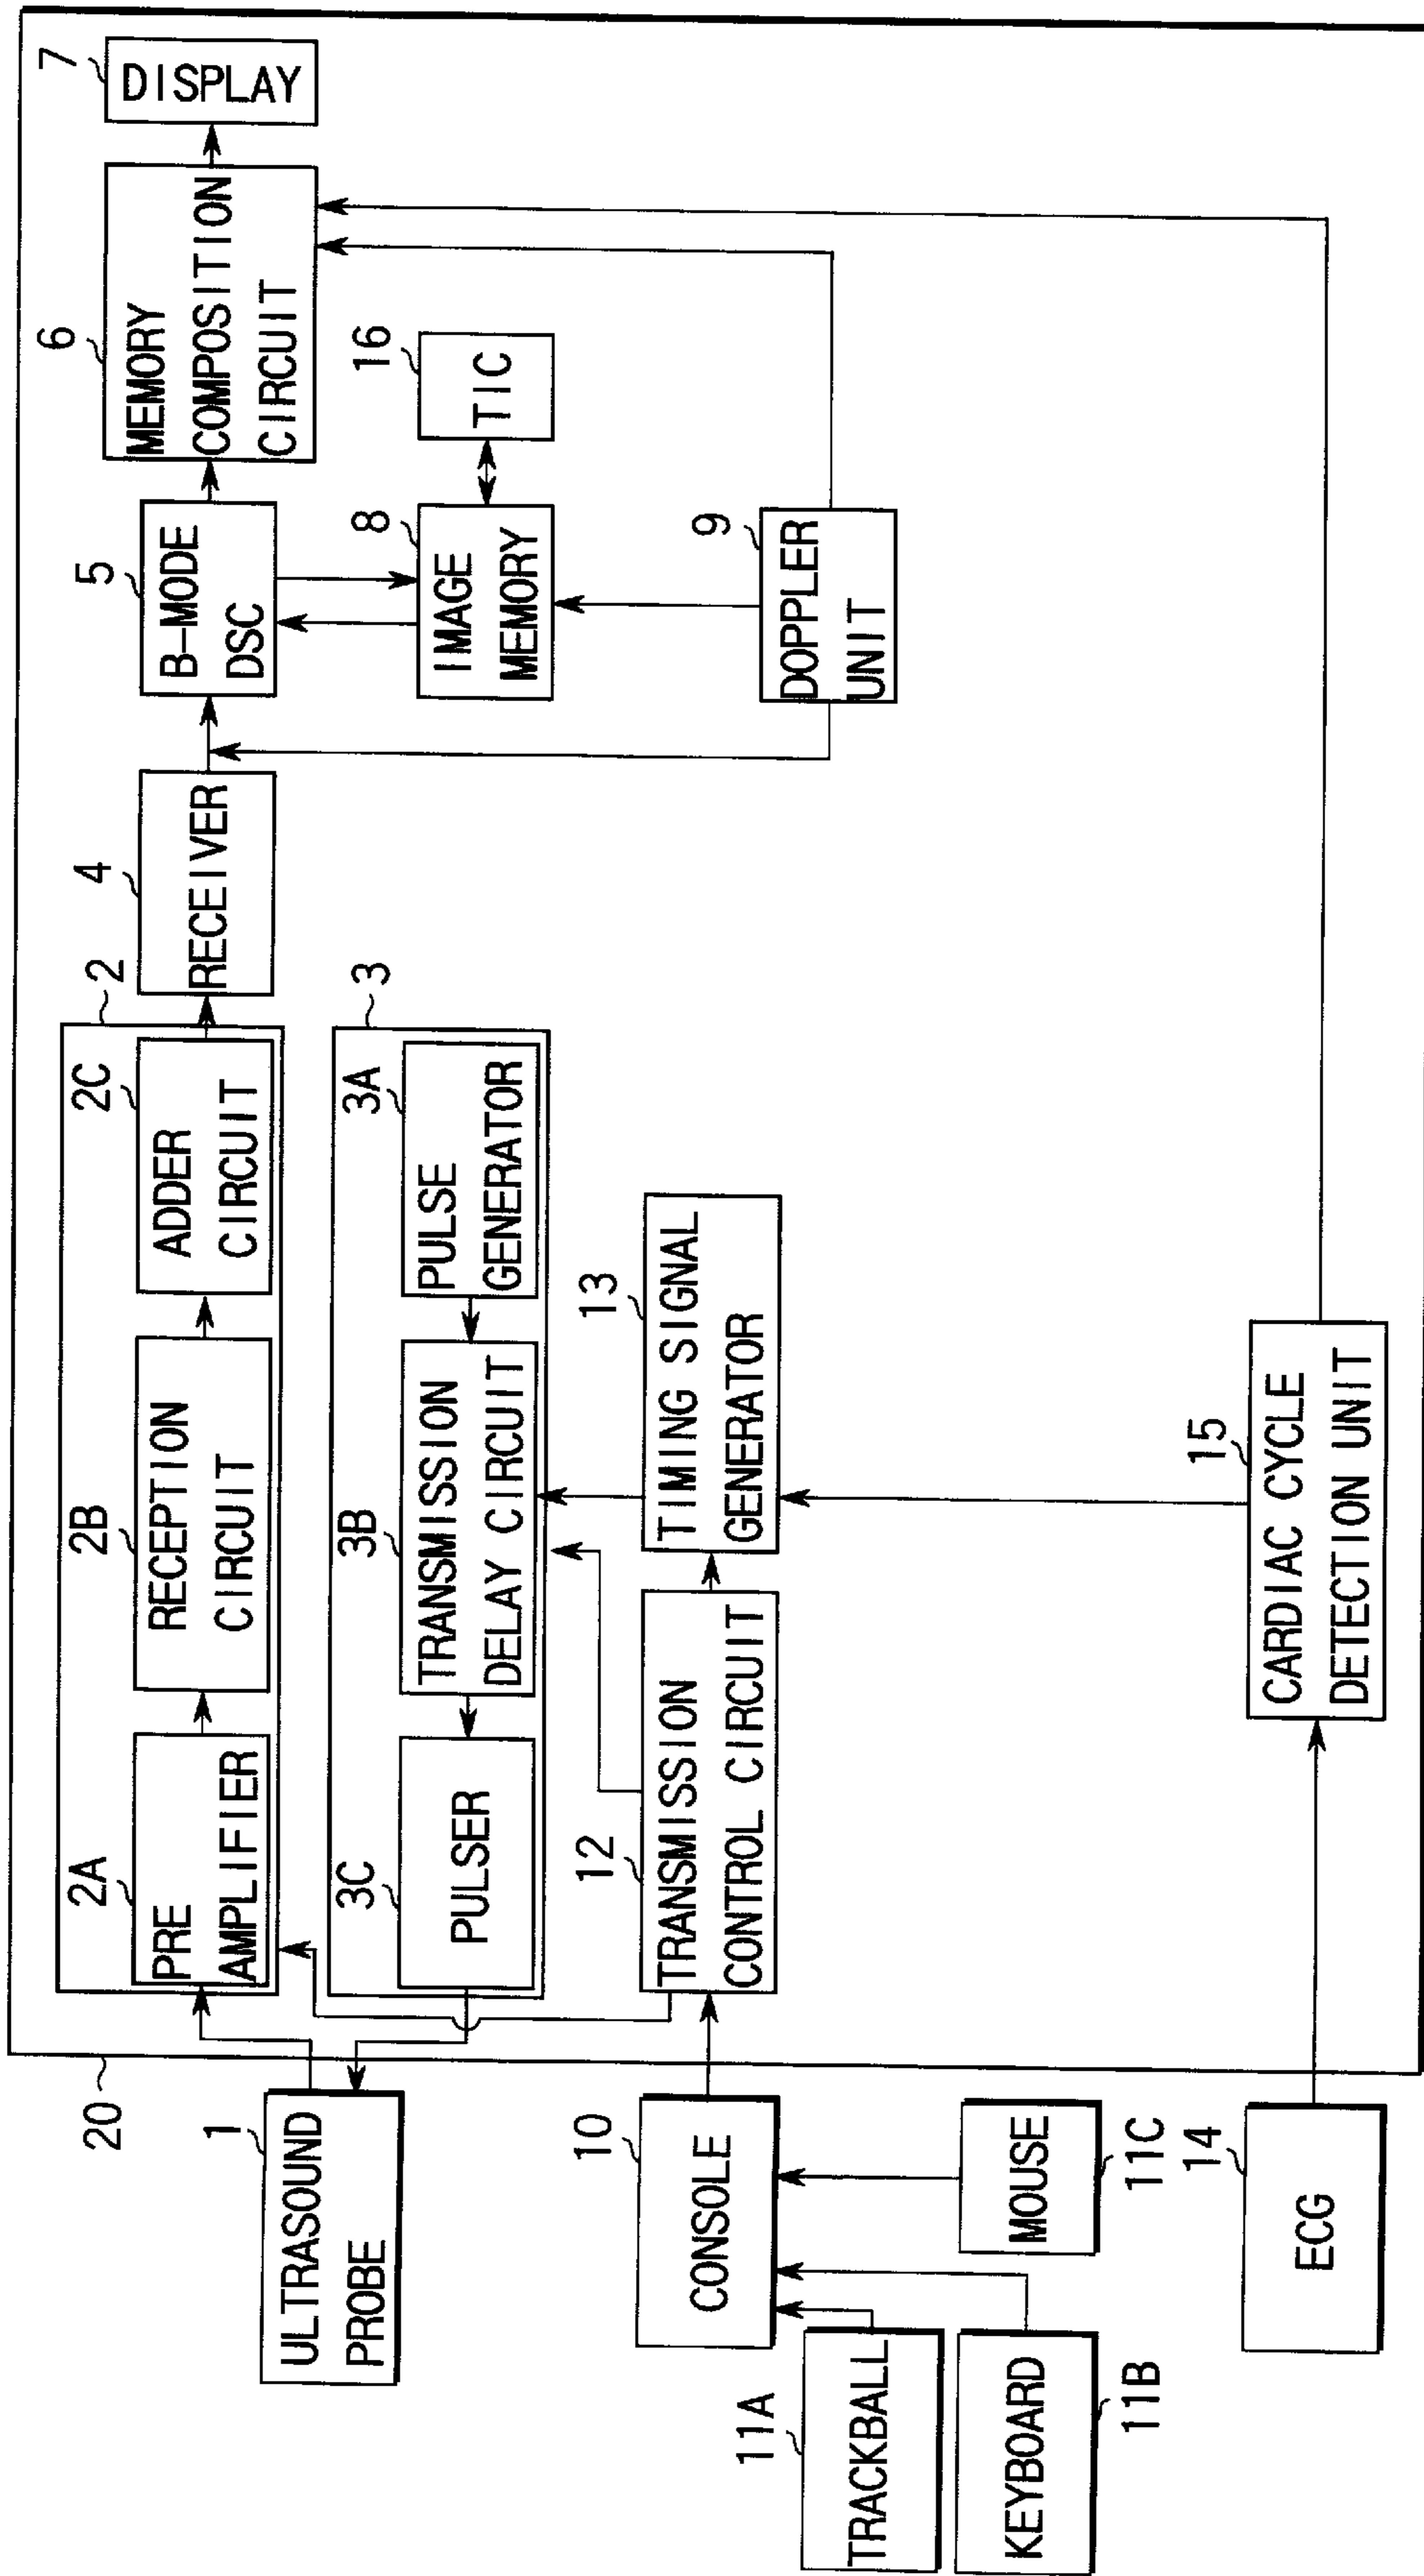 20
1
ULTRASOUND
PROBE
2
2A
PRE
AMPLIFIER
2B
RECEPTION
CIRCUIT
2C
ADDER
CIRCUIT
4
RECEIVER
5
B-MODE
DSC
6
MEMORY
COMPOSITION
CIRCUIT
7
DISPLAY
3
3C
PULSER
3B
TRANSMISSION
DELAY CIRCUIT
3A
PULSE
GENERATOR
8
IMAGE
MEMORY
16
TIC
10
CONSOLE
12
TRANSMISSION
CONTROL CIRCUIT
13
TIMING SIGNAL
GENERATOR
9
DOPPLER
UNIT
11A
TRACKBALL
11B
KEYBOARD
11C
MOUSE
14
ECG
15
CARDIAC CYCLE
DETECTION UNIT